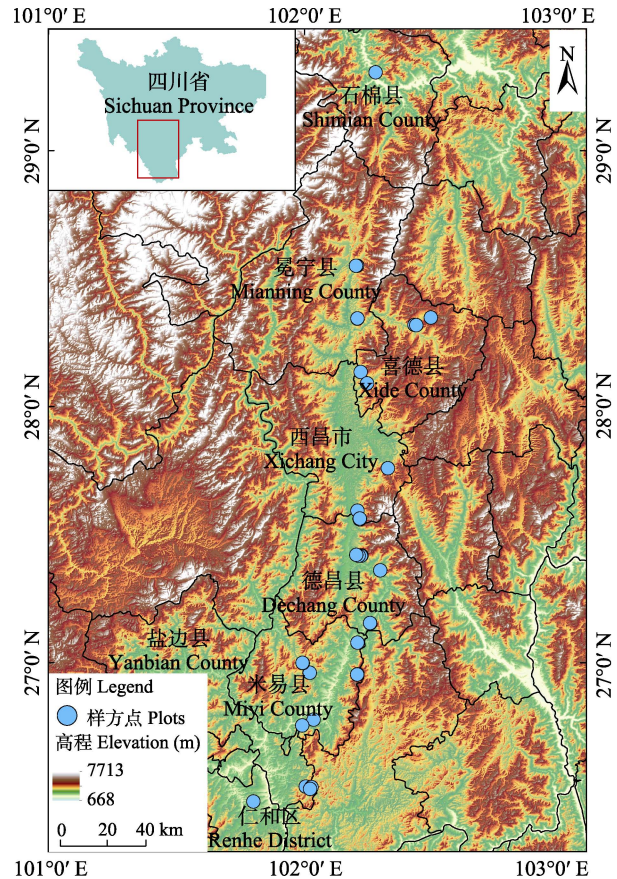 101°0′ E 102°0′ E 103°0′ E
四川省
Sichuan Province
N
石棉县
Shimian County
29°0′ N 29°0′ N
冕宁县
Mianning County
喜德县
Xide County
28°0′ N 28°0′ N
西昌市
Xichang City
德昌县
Dechang County
盐边县
Yanbian County
27°0′ N 27°0′ N
米易县
Miyi County
图例 Legend
样方点 Plots
高程 Elevation (m)
7713
668
0 20 40 km
仁和区
Renhe District
101°0′ E 102°0′ E 103°0′ E